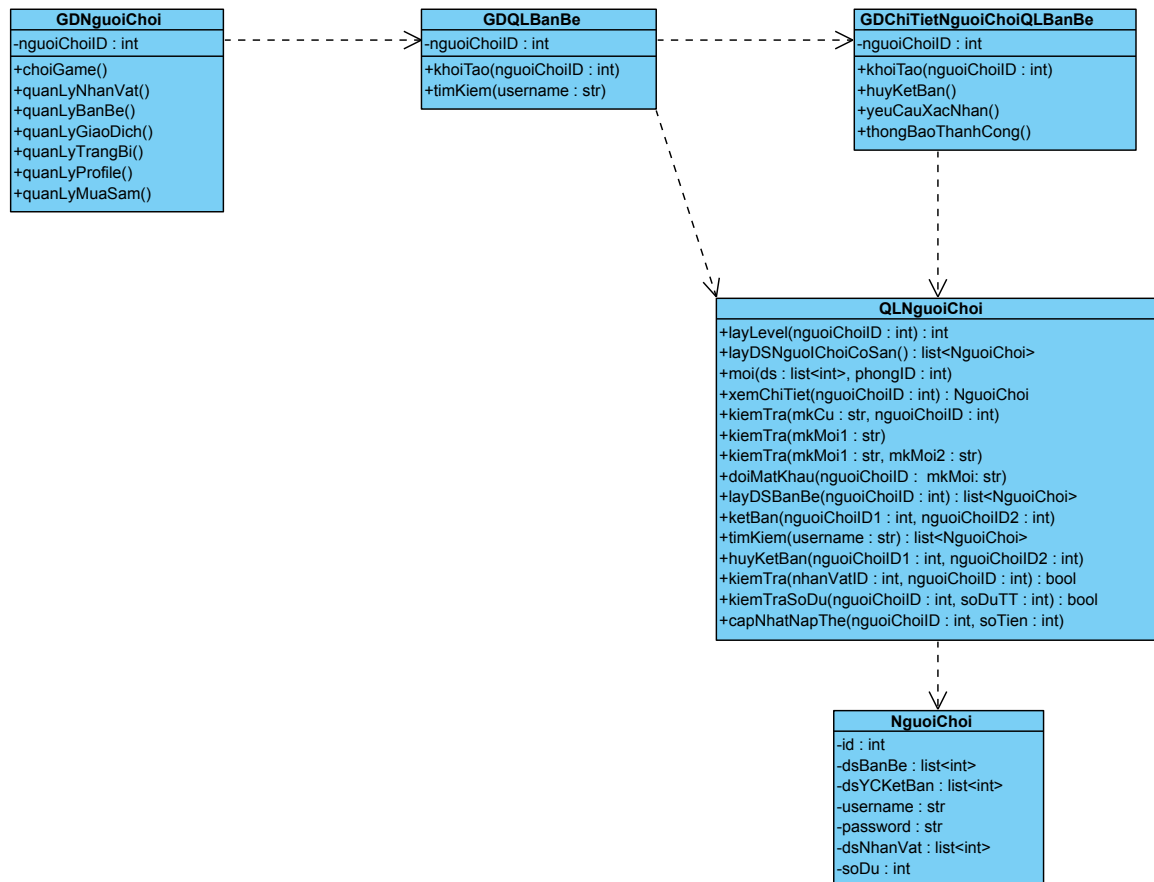 GDNguoiChoi
-nguoiChoiID : int
+choiGame()
+quanLyNhanVat()
+quanLyBanBe()
+quanLyGiaoDich()
+quanLyTrangBi()
+quanLyProfile()
+quanLyMuaSam()
GDQLBanBe
-nguoiChoiID : int
+khoiTao(nguoiChoiID : int)
+timKiem(username : str)
GDChiTietNguoiChoiQLBanBe
-nguoiChoiID : int
+khoiTao(nguoiChoiID : int)
+huyKetBan()
+yeuCauXacNhan()
+thongBaoThanhCong()
QLNguoiChoi
+layLevel(nguoiChoiID : int) : int
+layDSNguoIChoiCoSan() : list<NguoiChoi>
+moi(ds : list<int>, phongID : int)
+xemChiTiet(nguoiChoiID : int) : NguoiChoi
+kiemTra(mkCu : str, nguoiChoiID : int)
+kiemTra(mkMoi1 : str)
+kiemTra(mkMoi1 : str, mkMoi2 : str)
+doiMatKhau(nguoiChoiID :  mkMoi: str)
+layDSBanBe(nguoiChoiID : int) : list<NguoiChoi>
+ketBan(nguoiChoiID1 : int, nguoiChoiID2 : int)
+timKiem(username : str) : list<NguoiChoi>
+huyKetBan(nguoiChoiID1 : int, nguoiChoiID2 : int)
+kiemTra(nhanVatID : int, nguoiChoiID : int) : bool
+kiemTraSoDu(nguoiChoiID : int, soDuTT : int) : bool
+capNhatNapThe(nguoiChoiID : int, soTien : int)
NguoiChoi
-id : int
-dsBanBe : list<int>
-dsYCKetBan : list<int>
-username : str
-password : str
-dsNhanVat : list<int>
-soDu : int